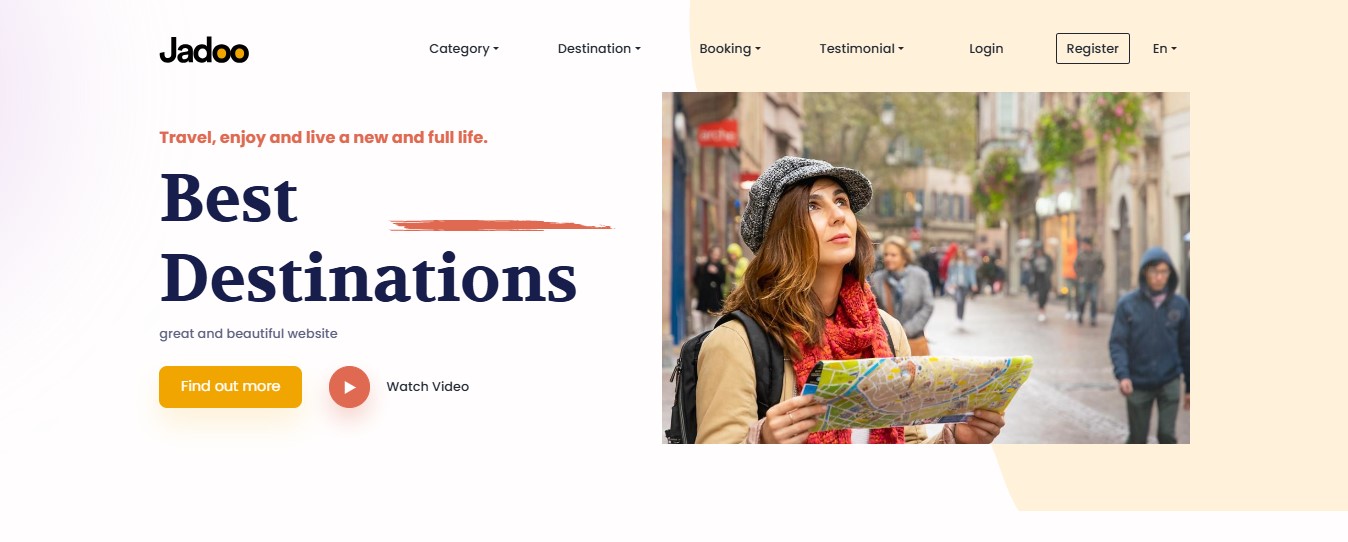 Jadoo
Category
Destination
Booking
Testimonial
Login
Register
En
Travel, enjoy and live a new and full life.
Best
Destinations
great and beautiful website
Find out more
Watch Video